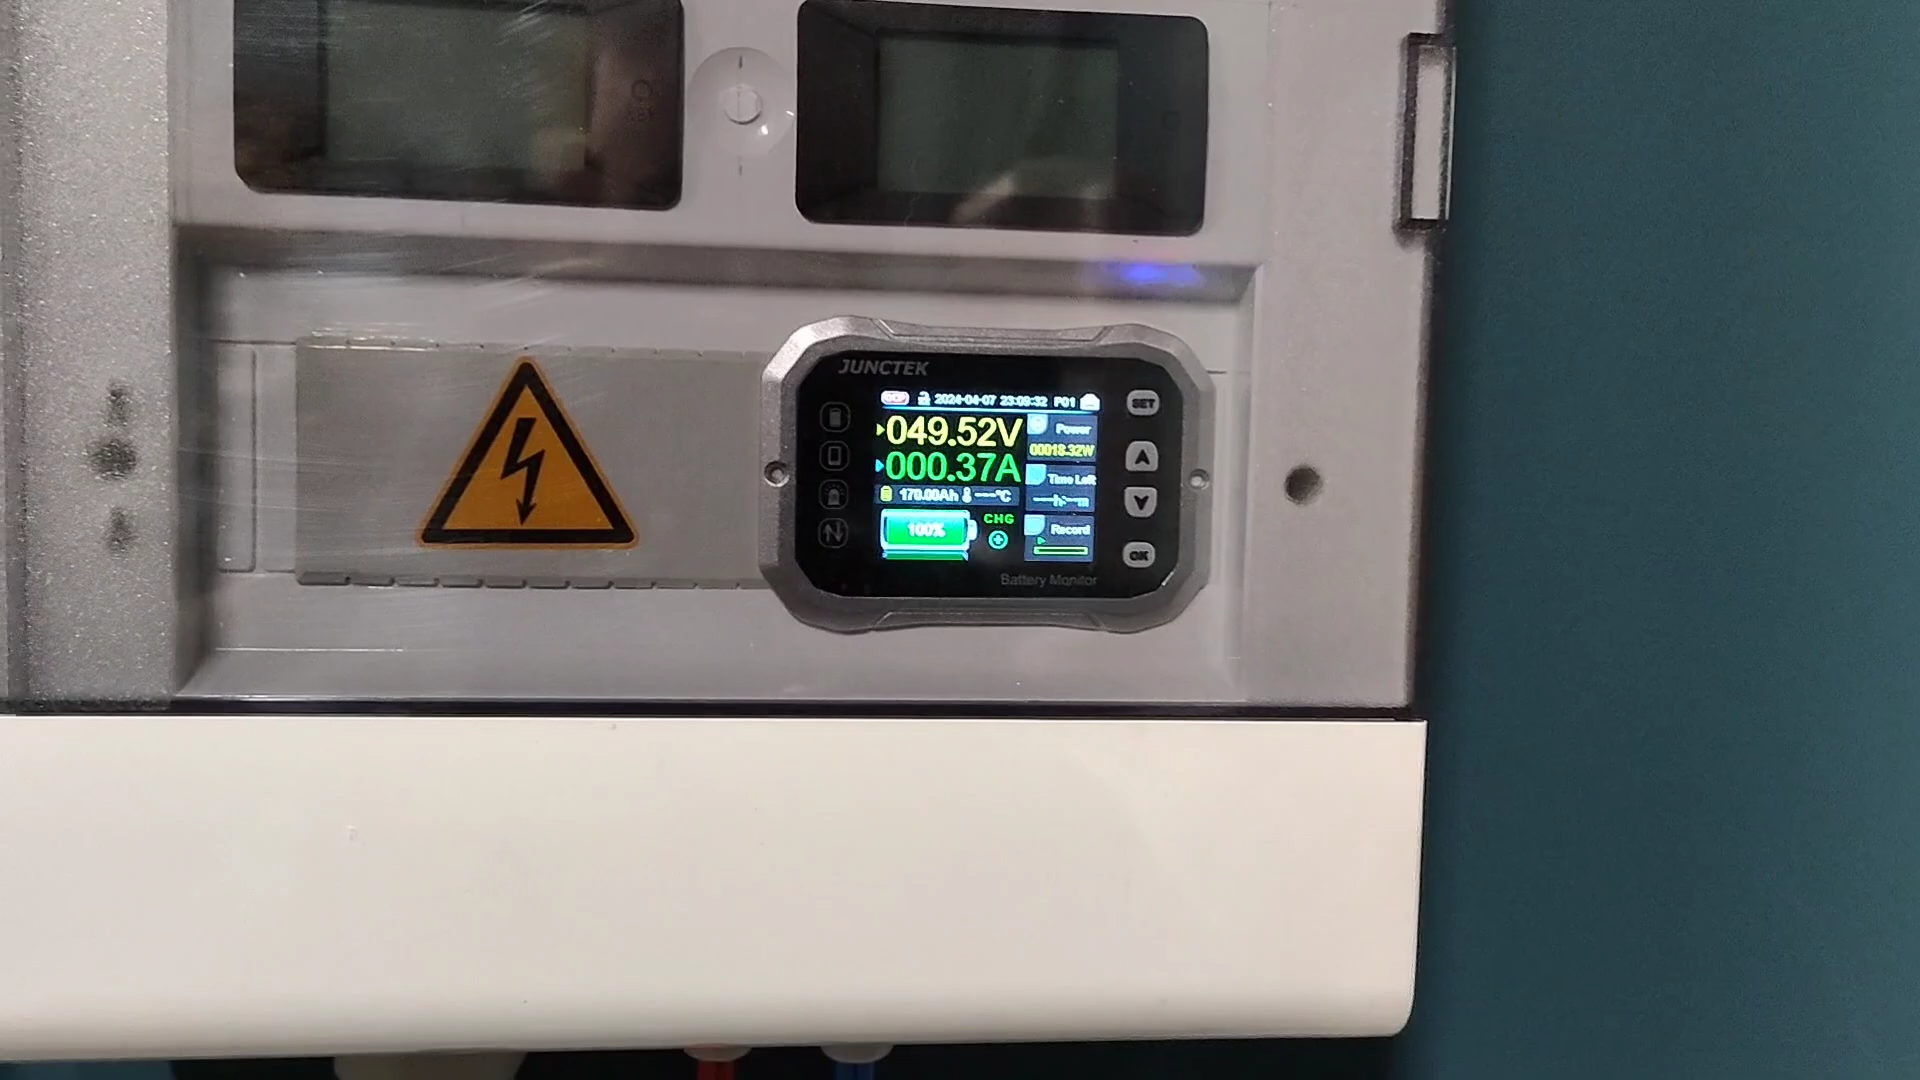 JUNCTEK
OCP 2024-04-07 23:09:32 P01
SET
049.52V
Power
00018.32W
000.37A
Time Left
---h--m
170.00Ah ---°C
100%
CHG
Record
OK
Battery Monitor